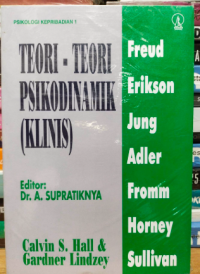 PSIKOLOGI KEPRIBADIAN 1
TEORI - TEORI
PSIKODINAMIK
(KLINIS)
Editor:
Dr. A. SUPRATIKNYA
Calvin S. Hall &
Gardner Lindzey
Freud
Erikson
Jung
Adler
Fromm
Horney
Sullivan